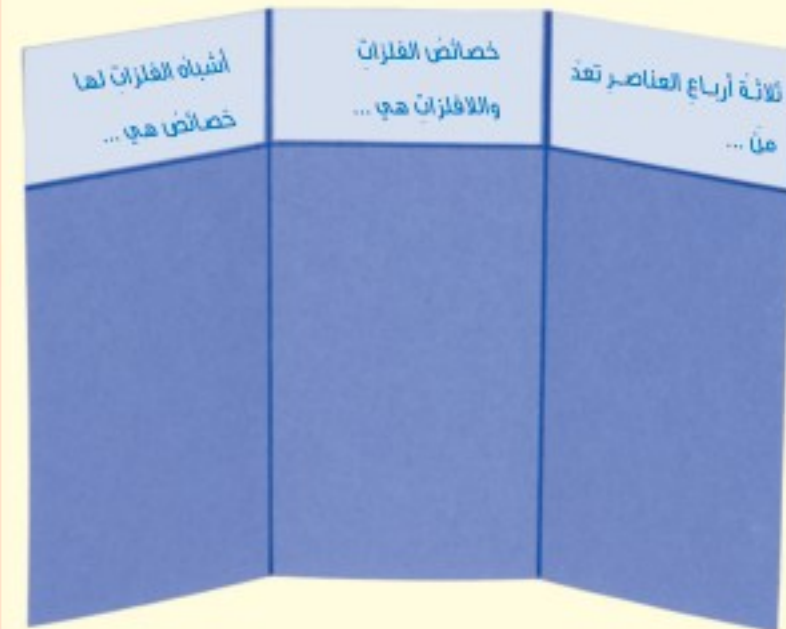 ثلاثة أرباع العناصر تعد
من ...
خصائص الفلزات
واللافلزات هي ...
أشباه الفلزات لها
خصائص هي ...